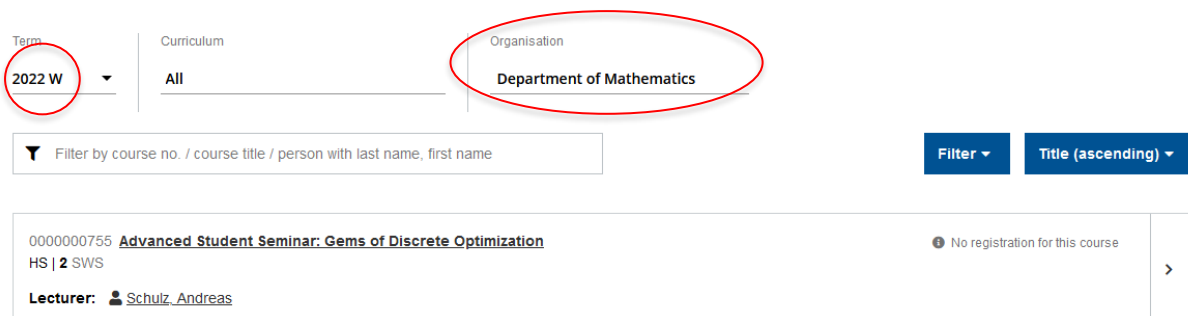 Term Curriculum Organisation
2022 W All Department of Mathematics
Filter by course no. / course title / person with last name, first name Filter Title (ascending)
0000000755 Advanced Student Seminar: Gems of Discrete Optimization No registration for this course
HS | 2 SWS
Lecturer: Schulz, Andreas